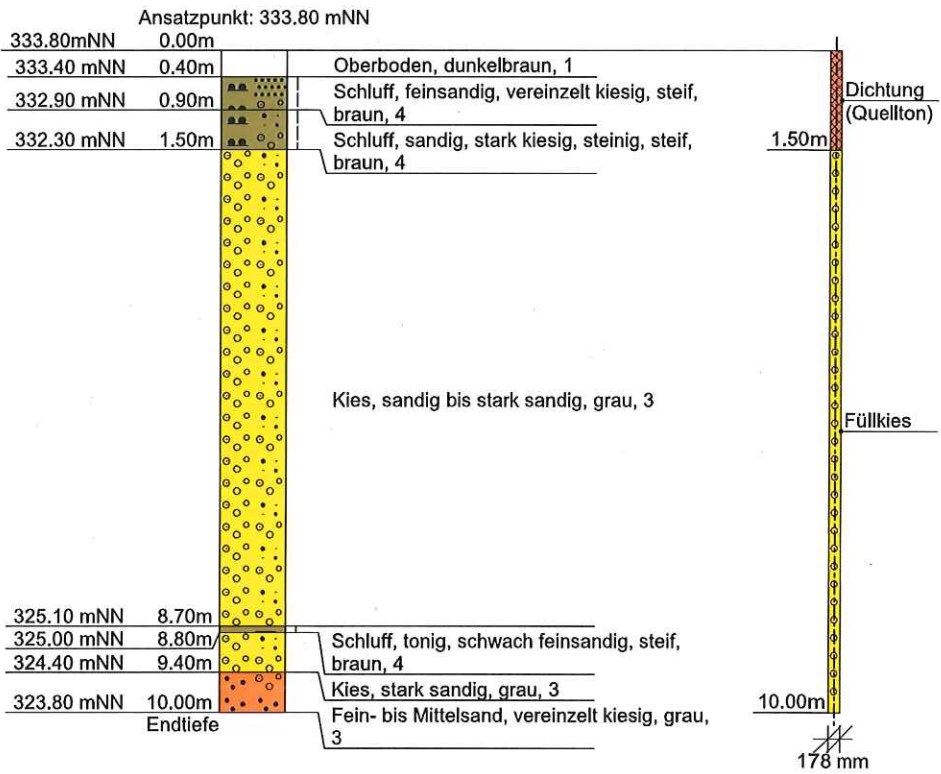 Ansatzpunkt: 333.80 mNN
333.80mNN 0.00m
333.40 mNN 0.40m
Oberboden, dunkelbraun, 1
332.90 mNN 0.90m
Schluff, feinsandig, vereinzelt kiesig, steif,
braun, 4
332.30 mNN 1.50m
Schluff, sandig, stark kiesig, steinig, steif,
braun, 4
Kies, sandig bis stark sandig, grau, 3
325.10 mNN 8.70m
325.00 mNN 8.80m
Schluff, tonig, schwach feinsandig, steif,
braun, 4
324.40 mNN 9.40m
Kies, stark sandig, grau, 3
323.80 mNN 10.00m
Endtiefe
Fein- bis Mittelsand, vereinzelt kiesig, grau,
3
Dichtung
(Quellton)
1.50m
Füllkies
10.00m
178 mm